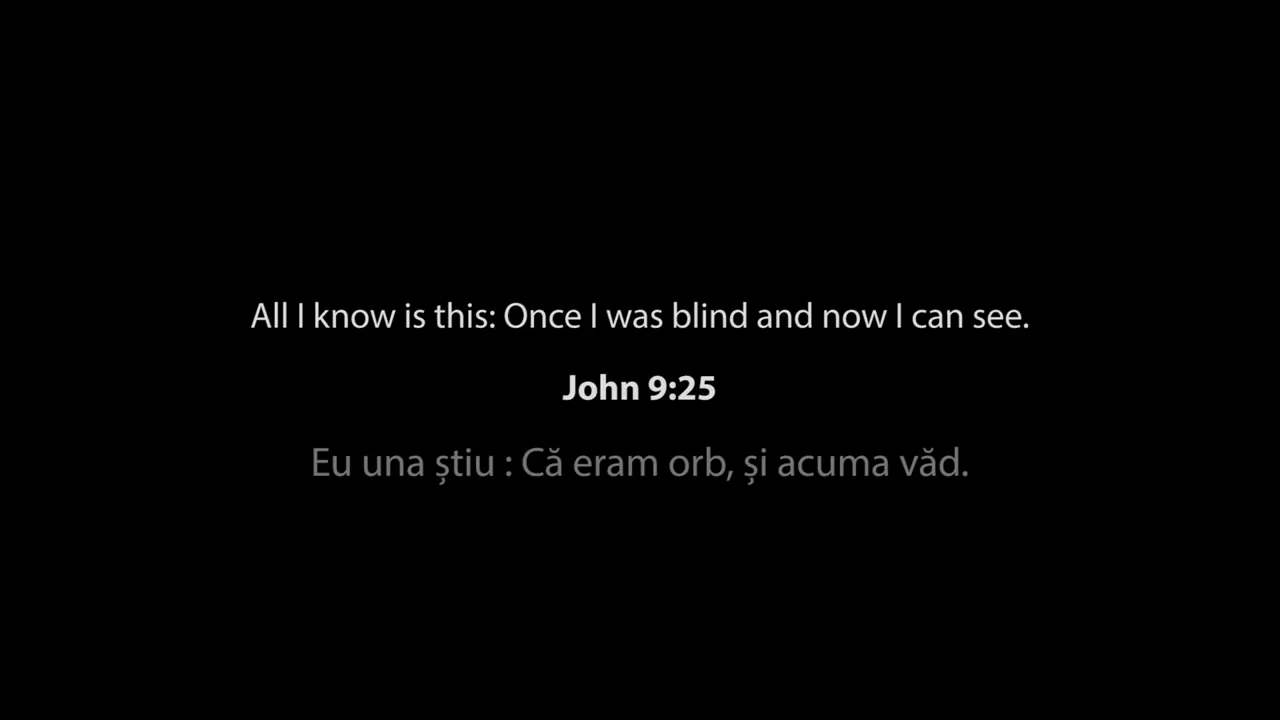 All I know is this: Once I was blind and now I can see.
John 9:25
Eu una știu : Că eram orb, și acuma văd.